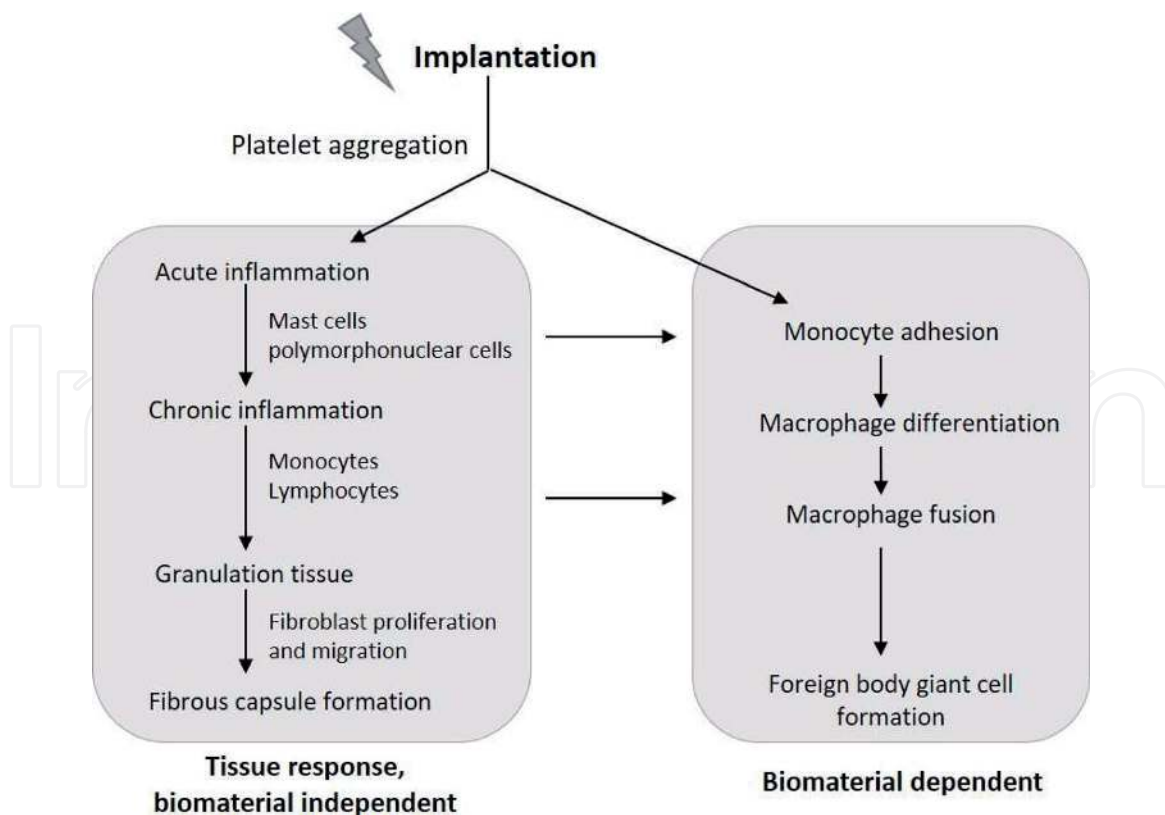 Implantation
Platelet aggregation
Acute inflammation
Mast cells
polymorphonuclear cells
Chronic inflammation
Monocytes
Lymphocytes
Granulation tissue
Fibroblast proliferation
and migration
Fibrous capsule formation
Tissue response,
biomaterial independent
Monocyte adhesion
Macrophage differentiation
Macrophage fusion
Foreign body giant cell
formation
Biomaterial dependent